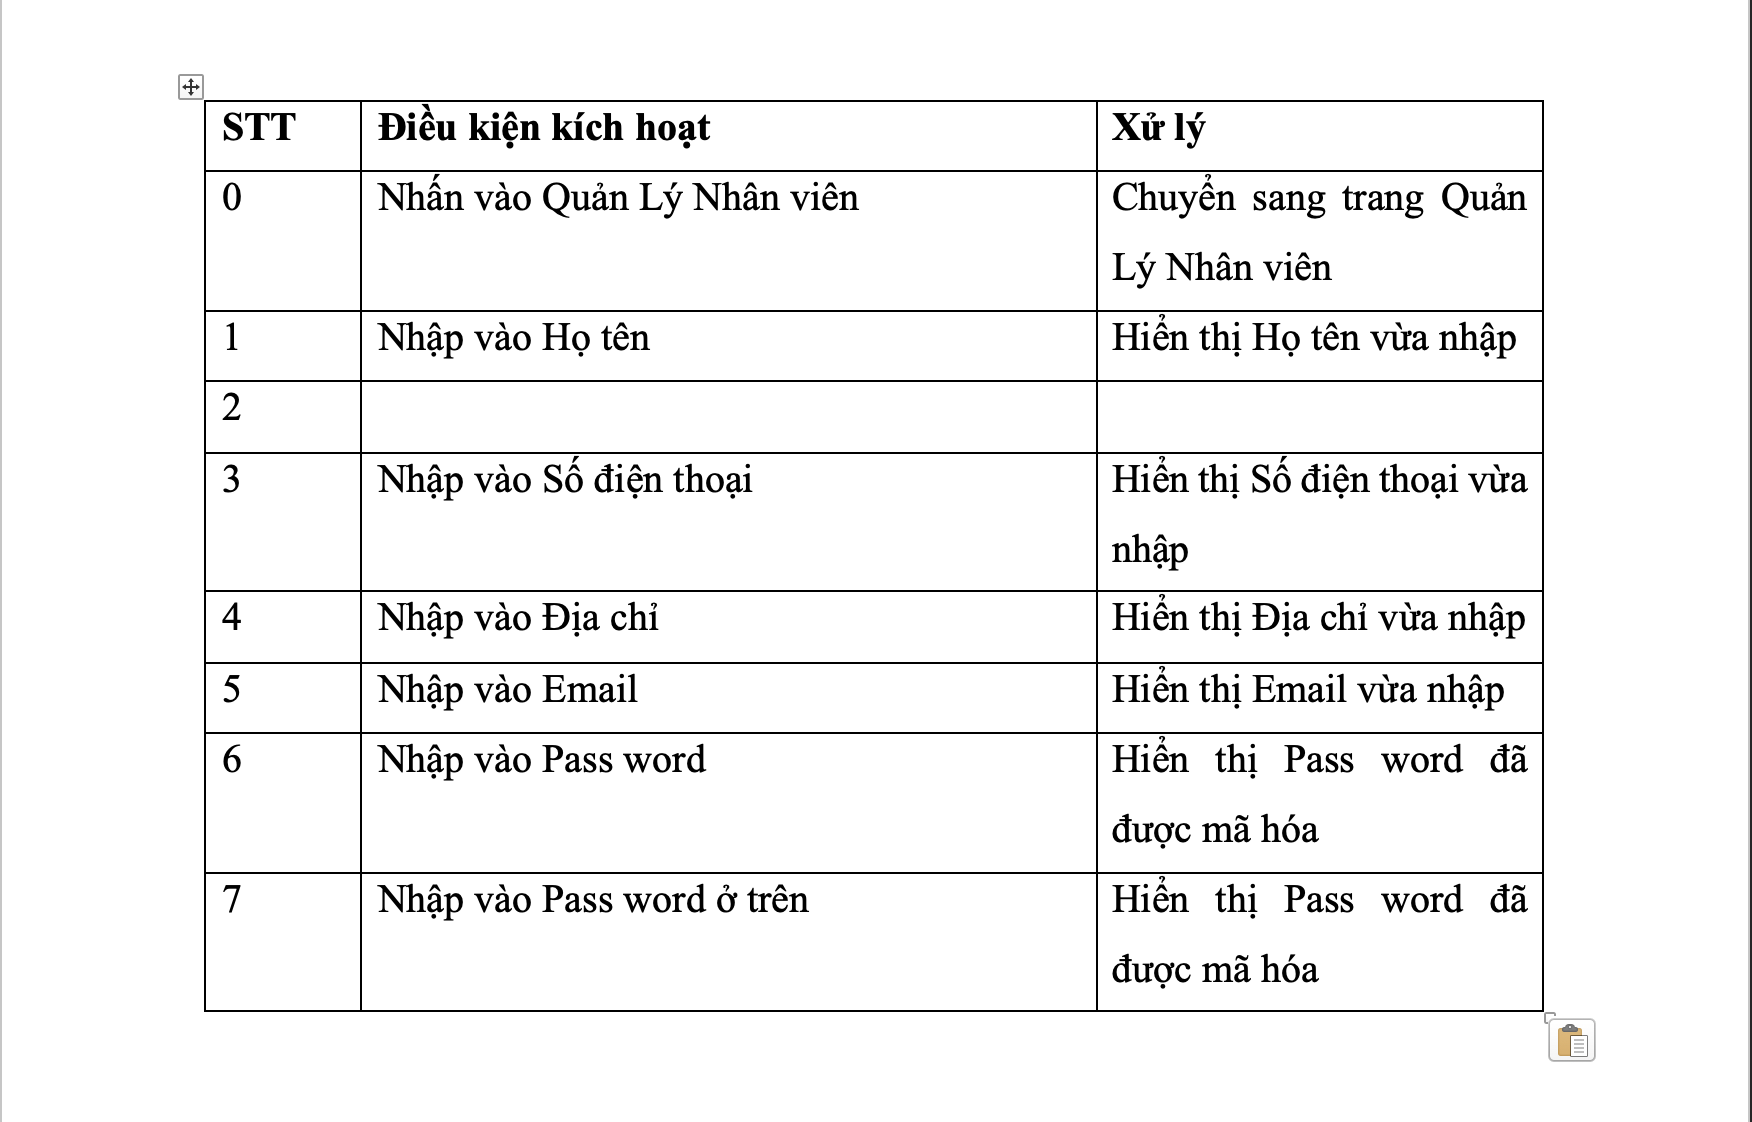 STT Điều kiện kích hoạt Xử lý
0 Nhấn vào Quản Lý Nhân viên Chuyển sang trang Quản
Lý Nhân viên
1 Nhập vào Họ tên Hiển thị Họ tên vừa nhập
2
3 Nhập vào Số điện thoại Hiển thị Số điện thoại vừa
nhập
4 Nhập vào Địa chỉ Hiển thị Địa chỉ vừa nhập
5 Nhập vào Email Hiển thị Email vừa nhập
6 Nhập vào Pass word Hiển thị Pass word đã
được mã hóa
7 Nhập vào Pass word ở trên Hiển thị Pass word đã
được mã hóa